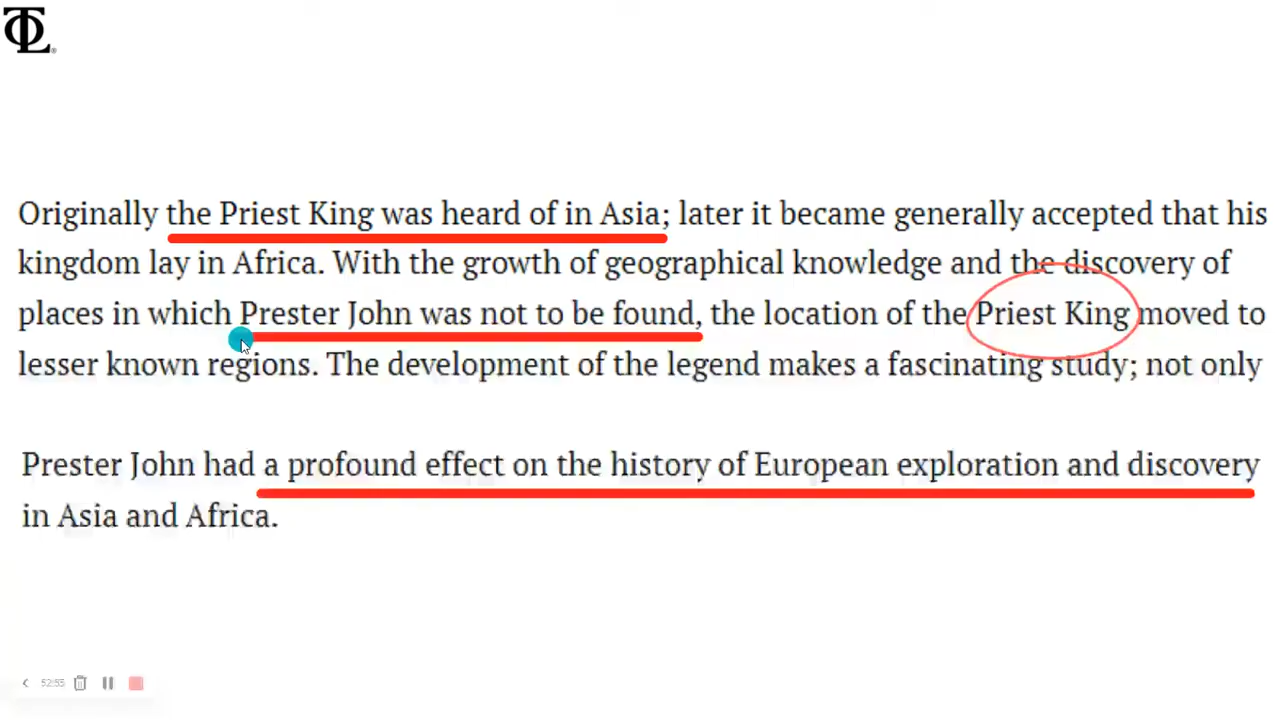 Originally the Priest King was heard of in Asia; later it became generally accepted that his
kingdom lay in Africa. With the growth of geographical knowledge and the discovery of
places in which Prester John was not to be found, the location of the Priest King moved to
lesser known regions. The development of the legend makes a fascinating study; not only
Prester John had a profound effect on the history of European exploration and discovery
in Asia and Africa.
52:55